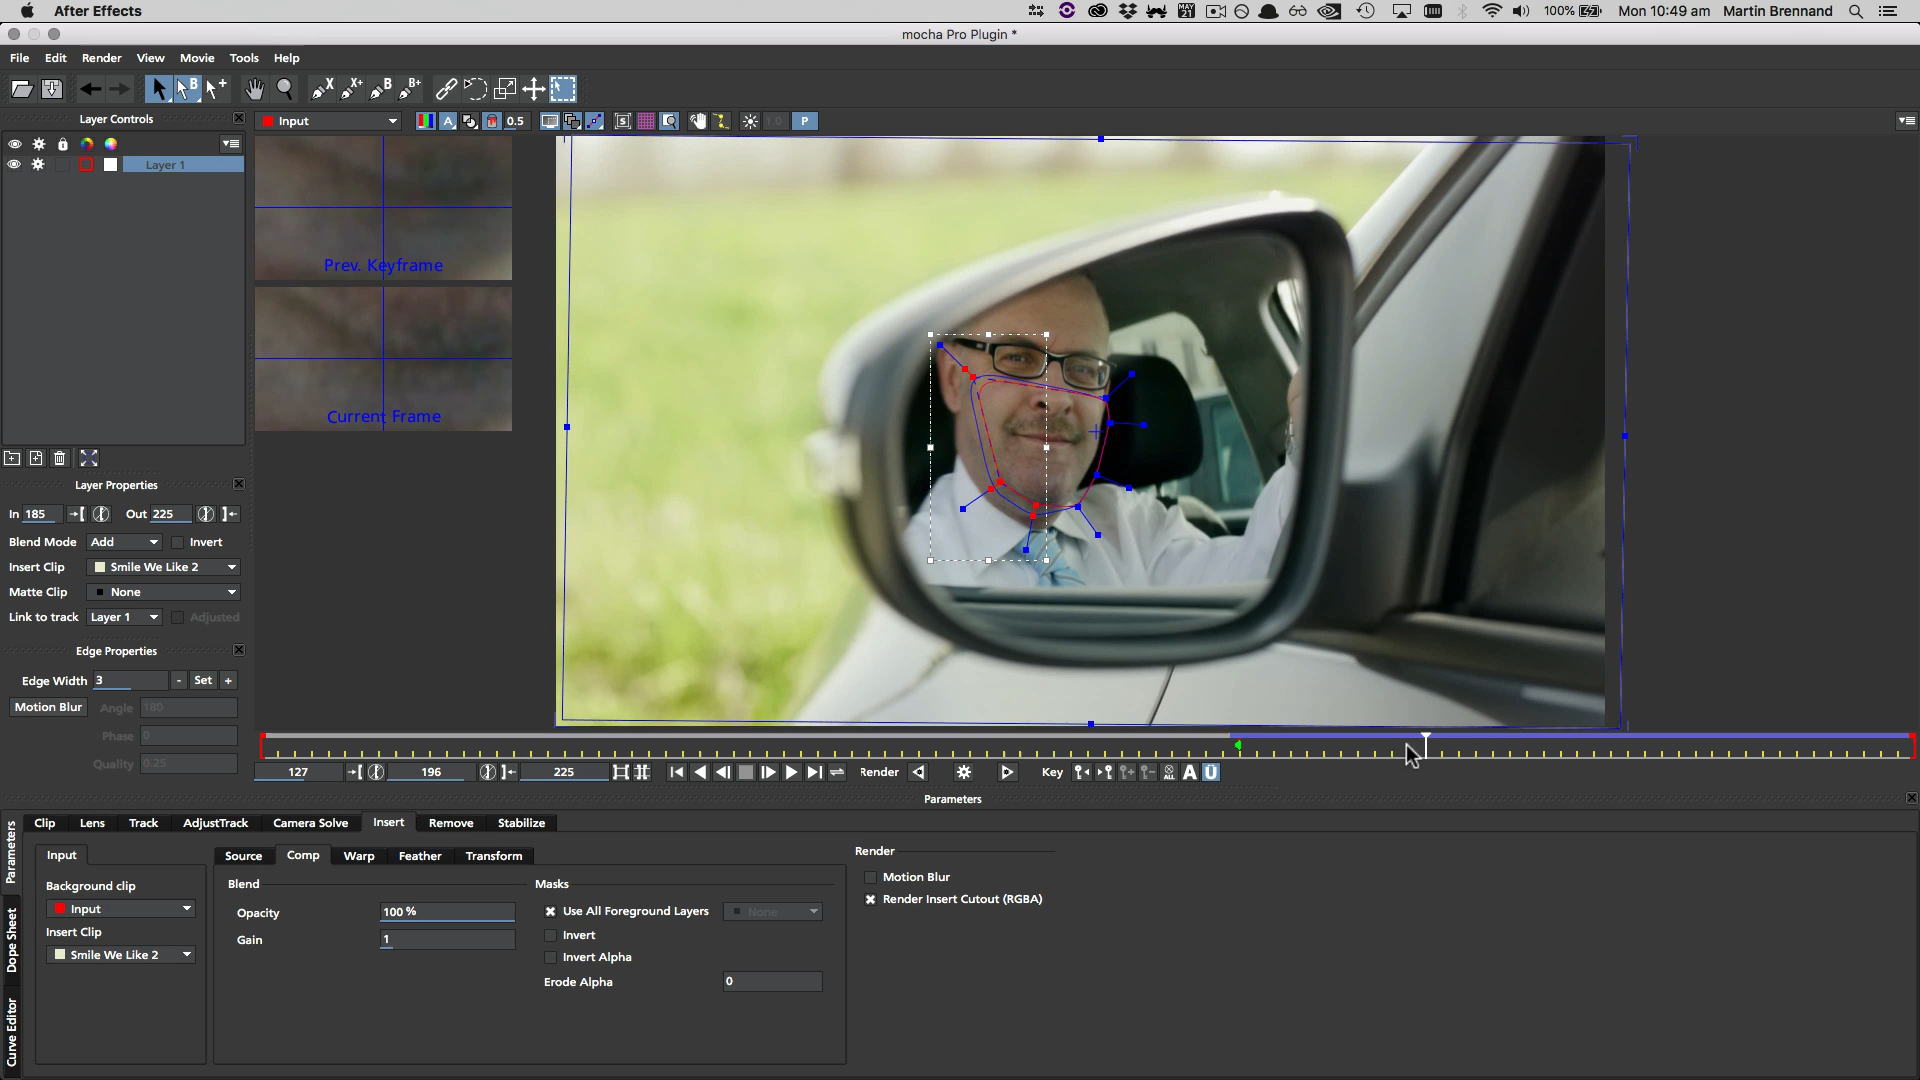 After Effects
MAY 21
100%
Mon 10:49 am
Martin Brennand
mocha Pro Plugin *
File Edit Render View Movie Tools Help
Layer Controls
Input
A
0.5
1.0
P
Layer 1
Prev. Keyframe
Current Frame
Layer Properties
In 185 Out 225
Blend Mode Add Invert
Insert Clip Smile We Like 2
Matte Clip None
Link to track Layer 1 Adjusted
Edge Properties
Edge Width 3 - Set +
Motion Blur Angle 180
Phase 0
Quality 0.25
127 196 225 Render Key ALL A Ü
Parameters
Parameters
Dope Sheet
Curve Editor
Clip Lens Track AdjustTrack Camera Solve Insert Remove Stabilize
Input
Background clip
Input
Insert Clip
Smile We Like 2
Source Comp Warp Feather Transform
Blend
Opacity 100 %
Gain 1
Masks
Use All Foreground Layers None
Invert
Invert Alpha
Erode Alpha 0
Render
Motion Blur
Render Insert Cutout (RGBA)